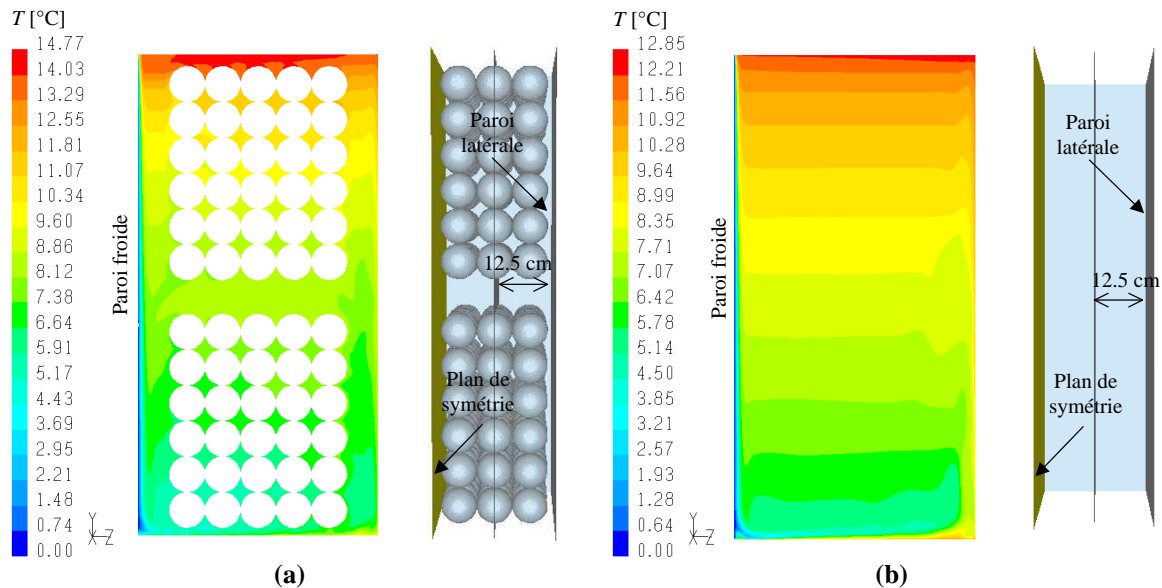 T [°C]
14.77
14.03
13.29
12.55
11.81
11.07
10.34
9.60
8.86
8.12
7.38
6.64
5.91
5.17
4.43
3.69
2.95
2.21
1.48
0.74
0.00
Paroi froide
Y
X Z
Paroi
latérale
12.5 cm
Plan de
symétrie
(a)
T [°C]
12.85
12.21
11.56
10.92
10.28
9.64
8.99
8.35
7.71
7.07
6.42
5.78
5.14
4.50
3.85
3.21
2.57
1.93
1.28
0.64
0.00
Paroi froide
Y
X Z
Paroi
latérale
12.5 cm
Plan de
symétrie
(b)